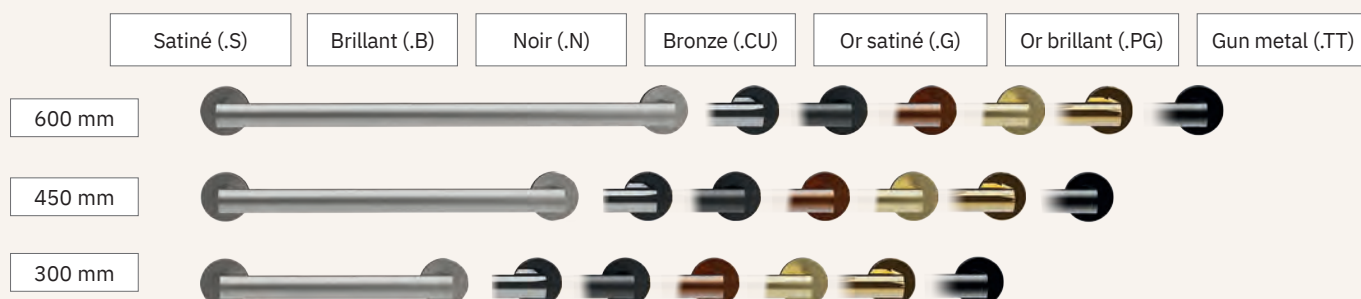 Satiné (.S) Brillant (.B) Noir (.N) Bronze (.CU) Or satiné (.G) Or brillant (.PG) Gun metal (.TT)
600 mm
450 mm
300 mm